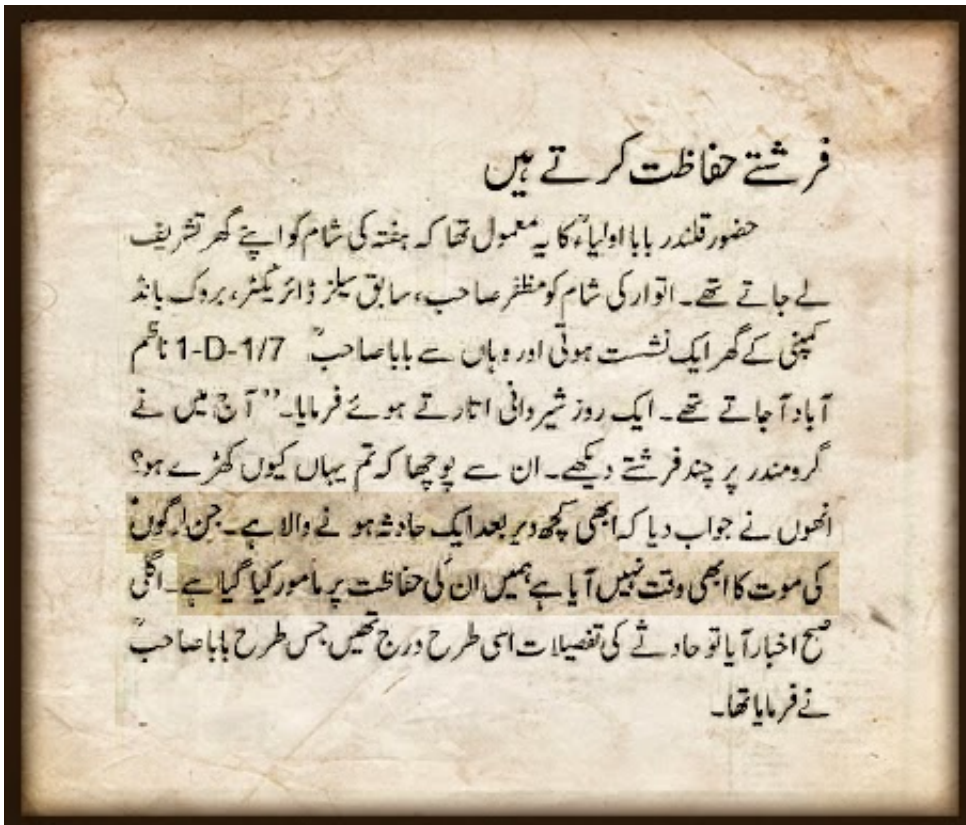 فرشتے حفاظت کرتے ہیں
حضور قلندر بابا اولیاءؒ کا یہ معمول تھا کہ ہفتہ کی شام کو اپنے گھر تشریف
لے جاتے تھے۔ اتوار کی شام کو مظفر صاحب، سابق سیلز ڈائریکٹر، بروک بانڈ
کمپنی کے گھر ایک نشست ہوتی اور وہاں سے بابا صاحبؒ 1-D-1/7 ناظم
آباد آ جاتے تھے۔ ایک روز شیروانی اتارتے ہوئے فرمایا۔ ’’آج میں نے
گرومندر پر چند فرشتے دیکھے۔ ان سے پوچھا کہ تم یہاں کیوں کھڑے ہو؟
انھوں نے جواب دیا کہ ابھی کچھ دیر بعد ایک حادثہ ہونے والا ہے۔ جن لوگوں
کی موت کا ابھی وقت نہیں آیا ہے ہمیں ان کی حفاظت پر مامور کیا گیا ہے۔ اگلی
صبح اخبار آیا تو حادثے کی تفصیلات اسی طرح درج تھیں جس طرح بابا صاحبؒ
نے فرمایا تھا۔